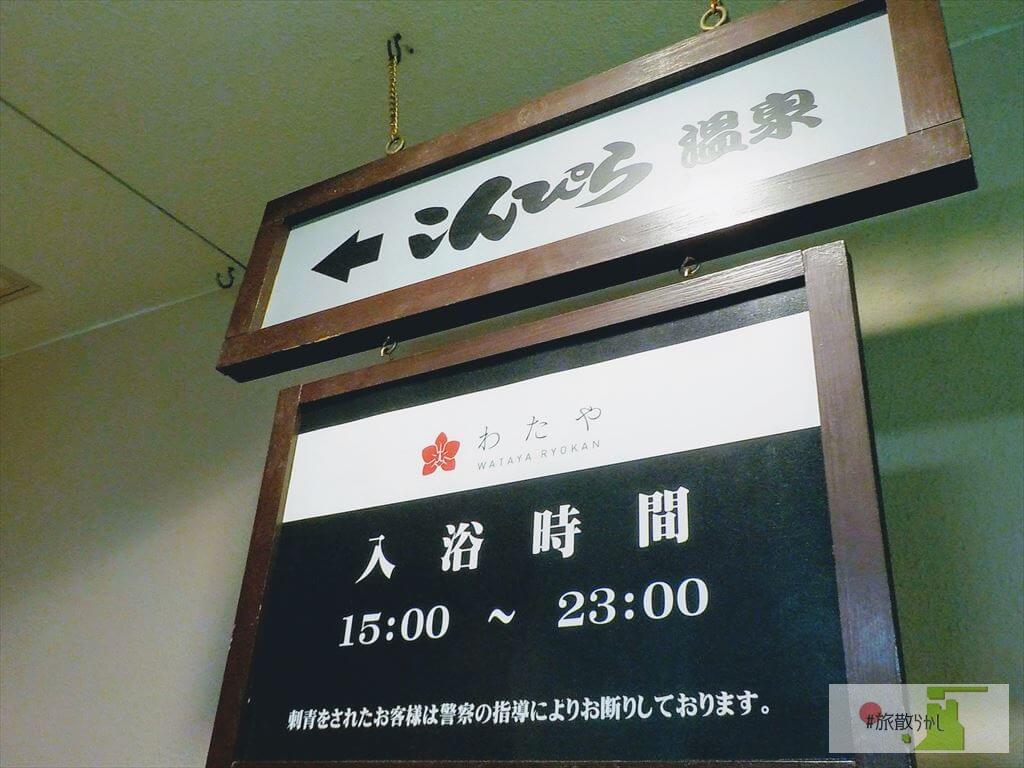 こんぴら 温泉
わたや
WATAYA RYOKAN
入浴時間
15:00 ~ 23:00
刺青をされたお客様は警察の指導によりお断りしております。
#旅散らかし